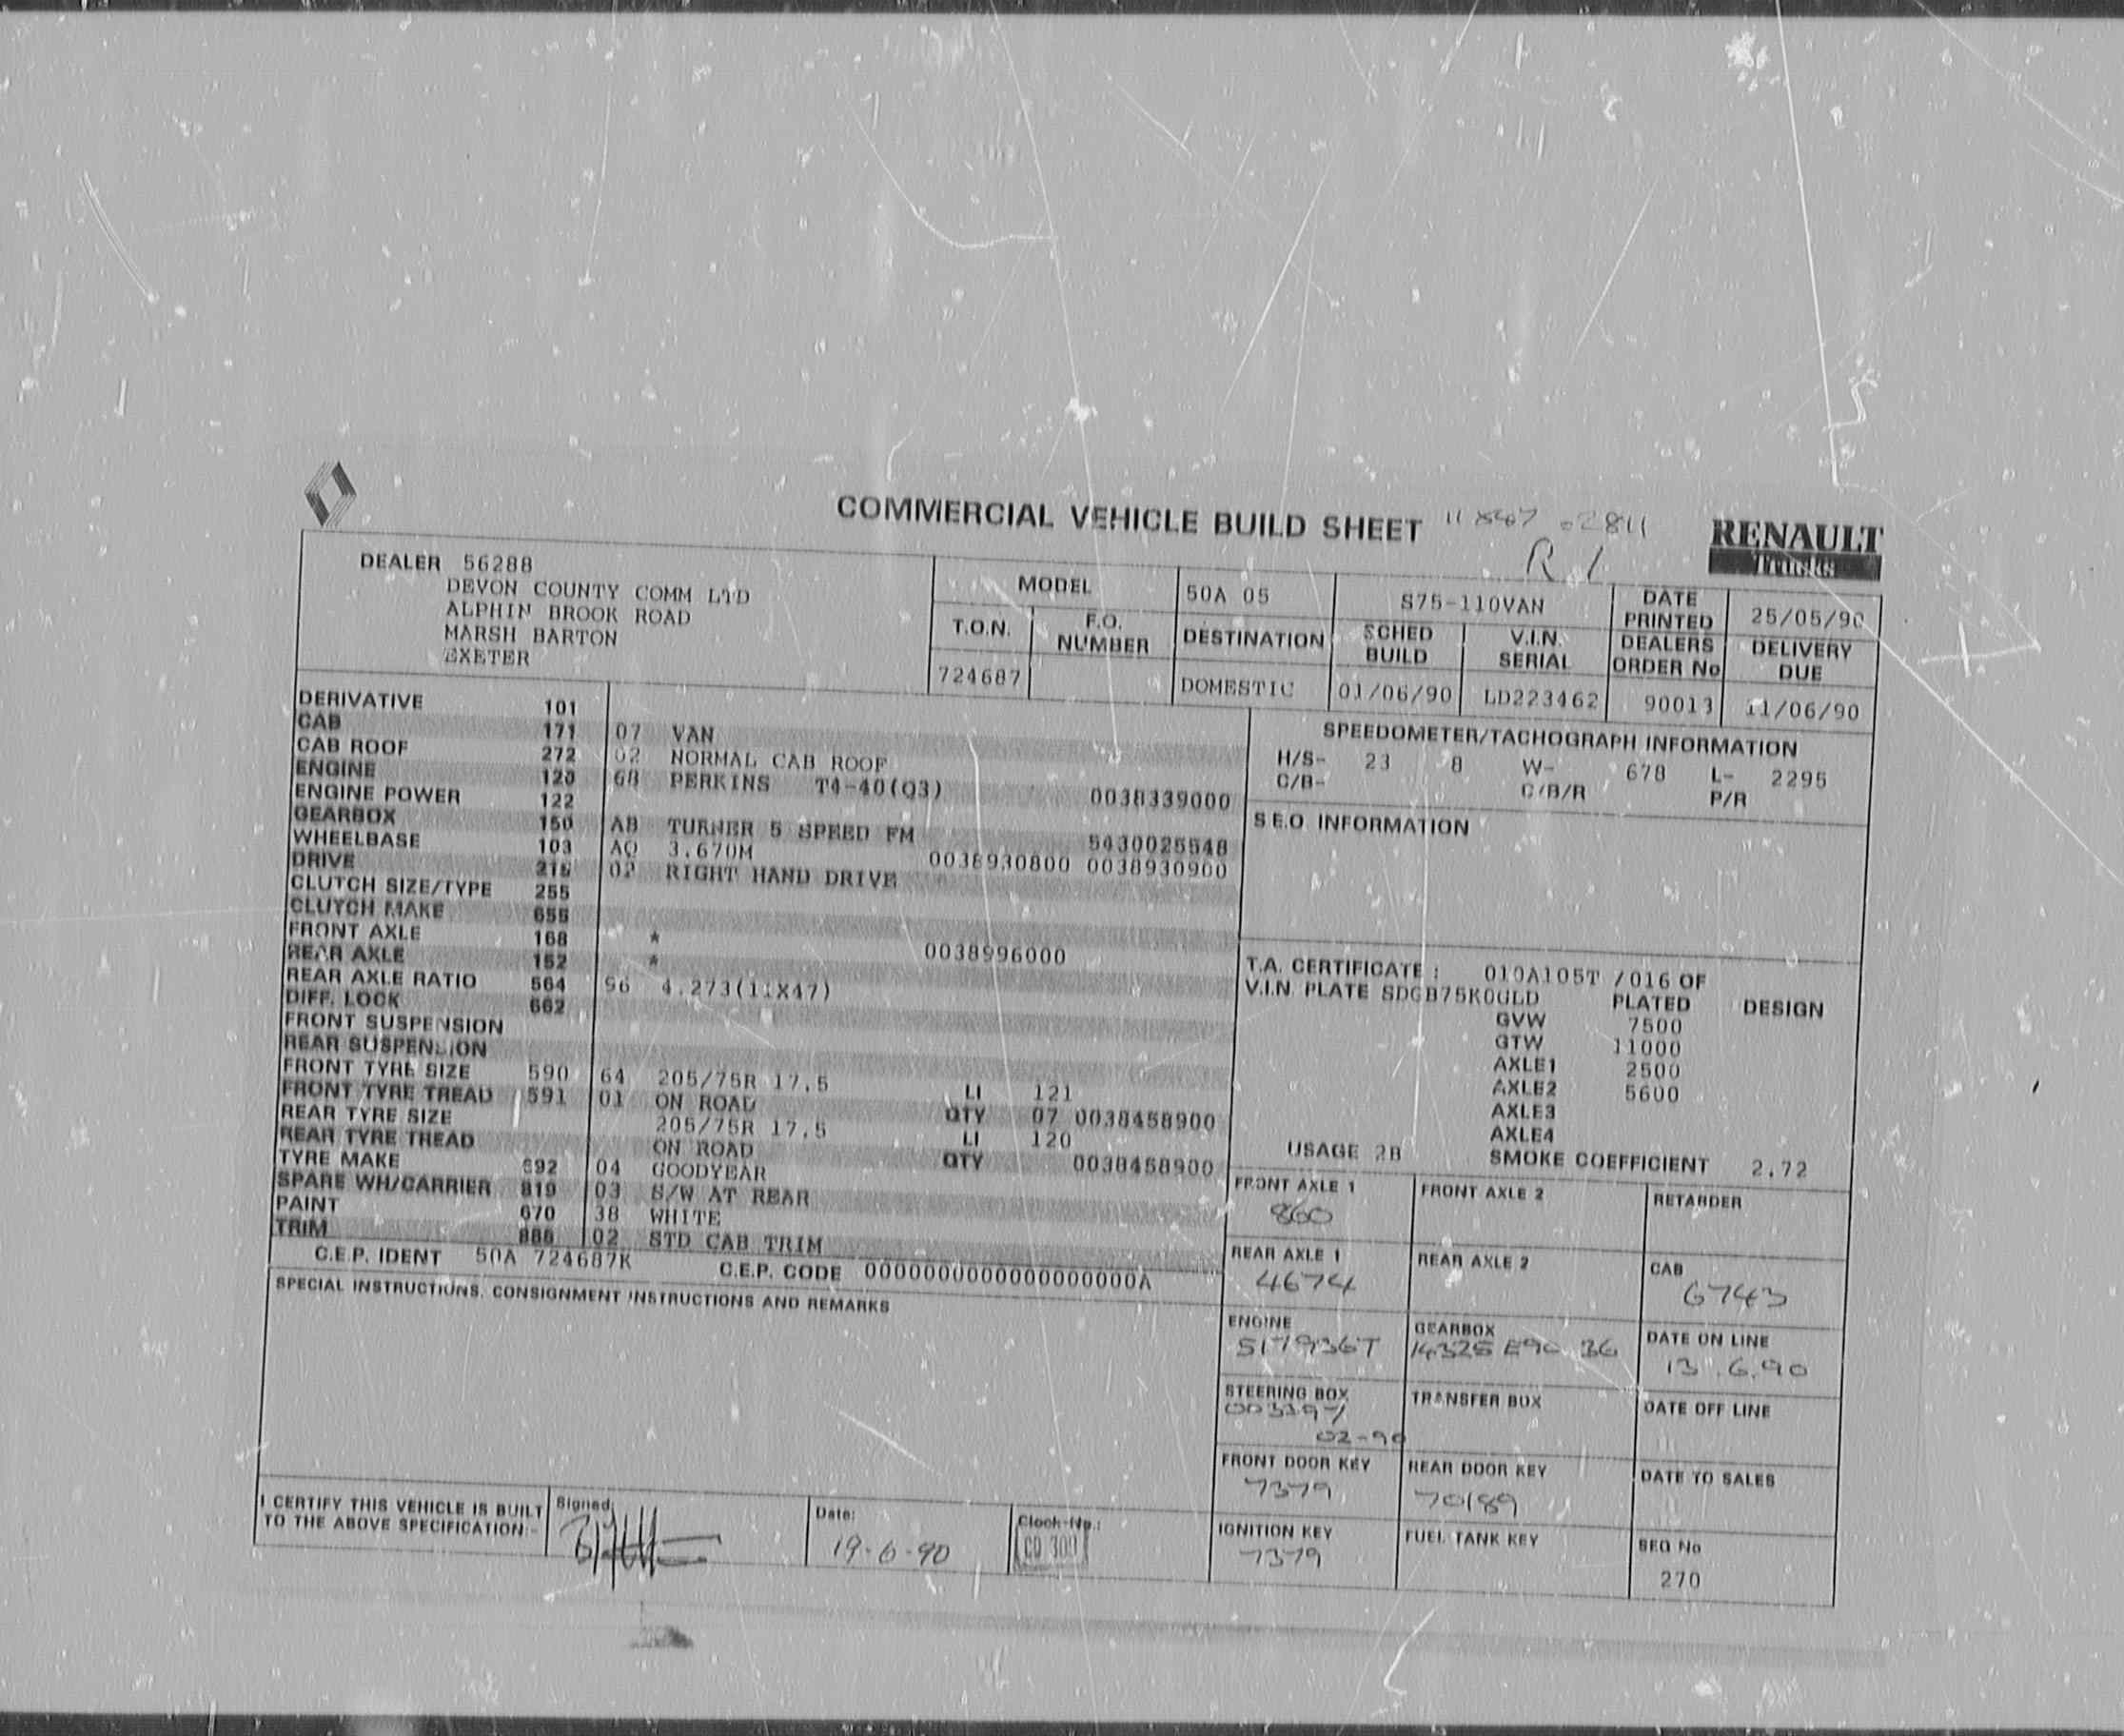 COMMERCIAL VEHICLE BUILD SHEET
R 1
RENAULT
Trucks
DEALER 56288
DEVON COUNTY COMM LTD
ALPHIN BROOK ROAD
MARSH BARTON
EXETER
MODEL 50A 05 S75-110VAN DATE PRINTED 25/05/90
T.O.N. F.O. NUMBER DESTINATION SCHED BUILD V.I.N. SERIAL DEALERS ORDER No DELIVERY DUE
724687 DOMESTIC 01/06/90 LD223462 90013 11/06/90
DERIVATIVE 101
CAB 171 07 VAN
CAB ROOF 272 02 NORMAL CAB ROOF
ENGINE 120 68 PERKINS T4-40(Q3) 0038339000
ENGINE POWER 122
GEARBOX 150 AB TURNER 5 SPEED FM 5430025548
WHEELBASE 103 AQ 3.670M 0038930800 0038930900
DRIVE 215 02 RIGHT HAND DRIVE
CLUTCH SIZE/TYPE 255
CLUTCH MAKE 655
FRONT AXLE 168 * 0038996000
REAR AXLE 152 *
REAR AXLE RATIO 564 96 4.273(11X47)
DIFF. LOCK 662
FRONT SUSPENSION
REAR SUSPENSION
FRONT TYRE SIZE 590 64 205/75R 17.5 LI 121
FRONT TYRE TREAD 591 01 ON ROAD QTY 07 0038458900
REAR TYRE SIZE 205/75R 17.5 LI 120
REAR TYRE TREAD ON ROAD QTY 0038458900
TYRE MAKE 692 04 GOODYEAR
SPARE WH/CARRIER 819 03 S/W AT REAR
PAINT 670 38 WHITE
TRIM 886 02 STD CAB TRIM
C.E.P. IDENT 50A 724687K C.E.P. CODE 0000000000000000000A
SPECIAL INSTRUCTIONS, CONSIGNMENT INSTRUCTIONS AND REMARKS
SPEEDOMETER/TACHOGRAPH INFORMATION
H/S- 23 8 W- 678 L- 2295
C/B- C/B/R P/R
S.E.O. INFORMATION
T.A. CERTIFICATE : 010A105T /016 OF
V.I.N. PLATE SDGB75K0GLD PLATED DESIGN
GVW 7500
GTW 11000
AXLE1 2500
AXLE2 5600
AXLE3
AXLE4
USAGE 2B SMOKE COEFFICIENT 2.72
FRONT AXLE 1 FRONT AXLE 2 RETARDER
860
REAR AXLE 1 REAR AXLE 2 CAB
4674 6743
ENGINE GEARBOX DATE ON LINE
S179936T 14325 E90 36 13.6.90
STEERING BOX TRANSFER BOX DATE OFF LINE
02-90
FRONT DOOR KEY REAR DOOR KEY DATE TO SALES
7379 70189
IGNITION KEY FUEL TANK KEY SEQ No
7379 270
I CERTIFY THIS VEHICLE IS BUILT
TO THE ABOVE SPECIFICATION:-
Signed Date: Clock-No.:
19-6-90 CD 300